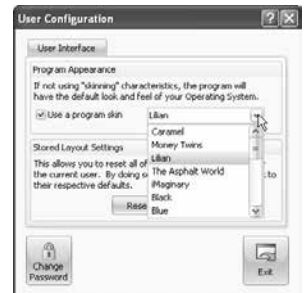 User Configuration
User Interface
Program Appearance
If not using "skinning" characteristics, the program will
have the default look and feel of your Operating System.
Use a program skin
Lilian
Caramel
Money Twins
Lilian
The Asphalt World
iMaginary
Black
Blue
Stored Layout Settings
This allows you to reset all of
the current user. By doing s to
their respective defaults.
Rese
Change
Password
Exit